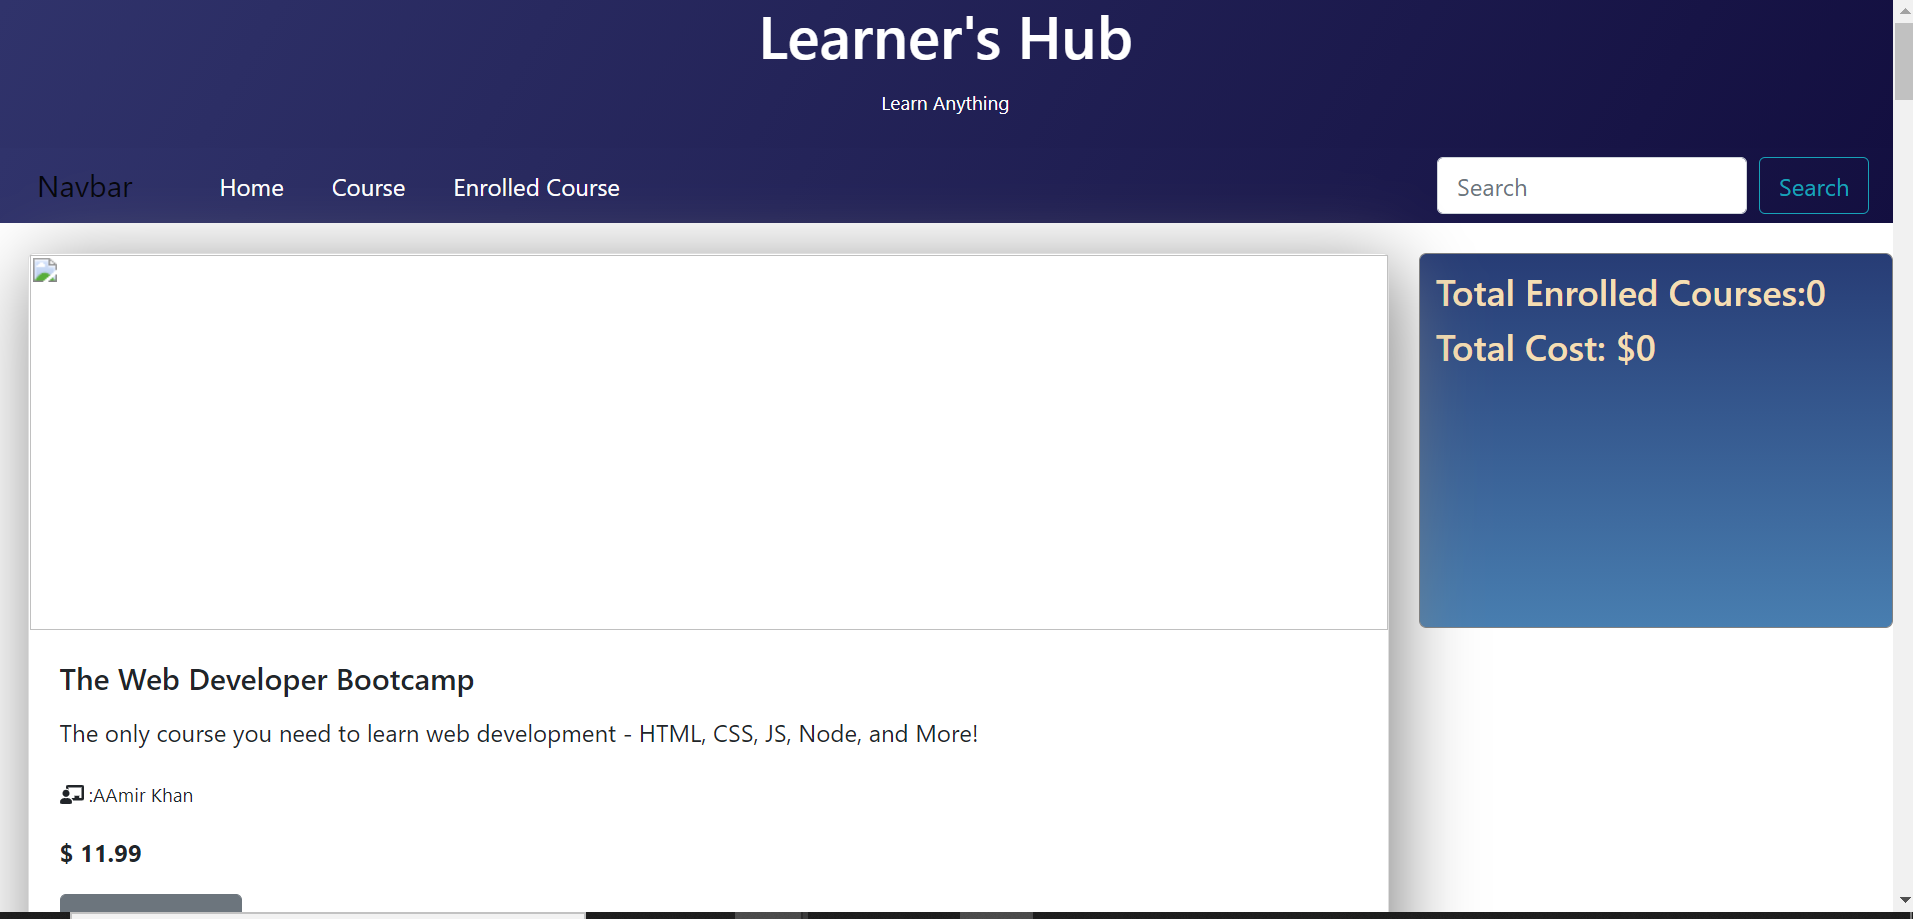 Learner's Hub
Learn Anything
Navbar Home Course Enrolled Course Search Search
Total Enrolled Courses:0
Total Cost: $0
The Web Developer Bootcamp
The only course you need to learn web development - HTML, CSS, JS, Node, and More!
:AAmir Khan
$ 11.99